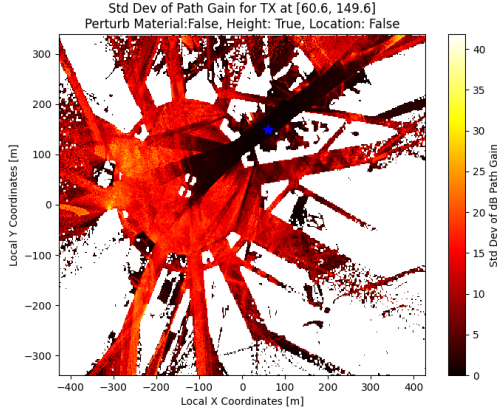 Std Dev of Path Gain for TX at [60.6, 149.6]
Perturb Material:False, Height: True, Location: False
Local Y Coordinates [m]
300
200
100
0
−100
−200
−300
−400 −300 −200 −100 0 100 200 300 400
Local X Coordinates [m]
40
35
30
25
20
15
10
5
0
Std Dev of dB Path Gain